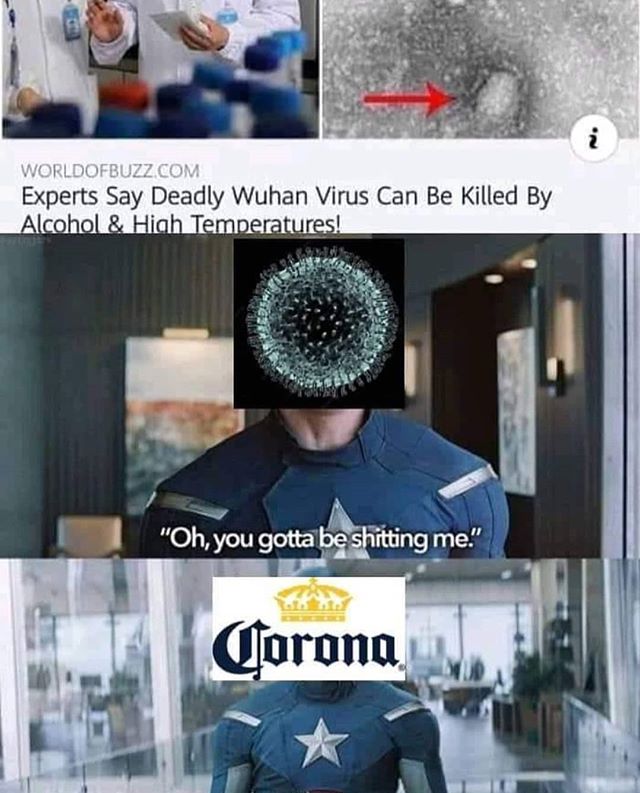 i
WORLDOFBUZZ.COM
Experts Say Deadly Wuhan Virus Can Be Killed By
Alcohol & High Temperatures!
"Oh, you gotta be shitting me."
Corona